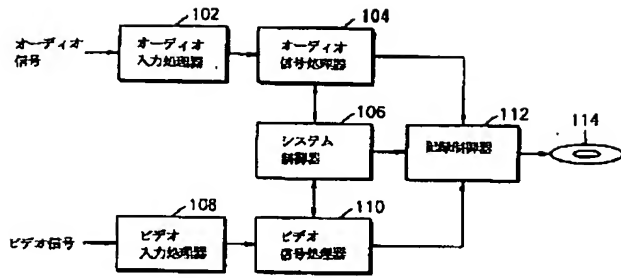 102
104
オーディオ
信号
オーディオ
入力処理器
オーディオ
信号処理器
106
112
114
システム
制御器
記録制御器
108
110
ビデオ信号
ビデオ
入力処理器
ビデオ
信号処理器